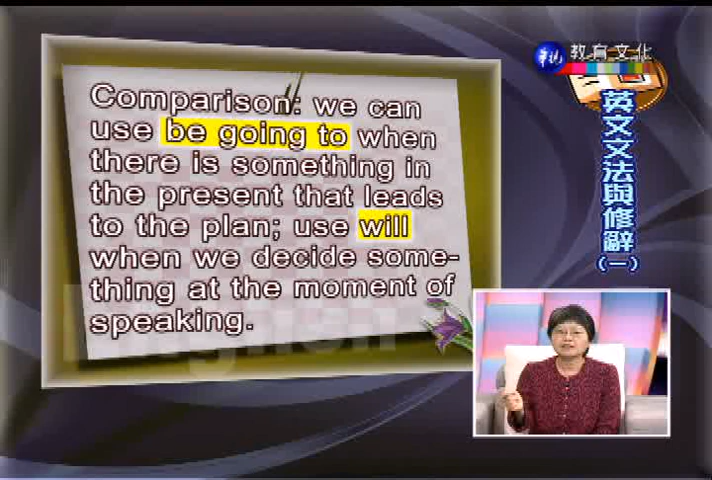 Comparison: we can
use be going to when
there is something in
the present that leads
to the plan; use will
when we decide some-
thing at the moment of
speaking.
華視
教育文化
英文文法與修辭
(一)